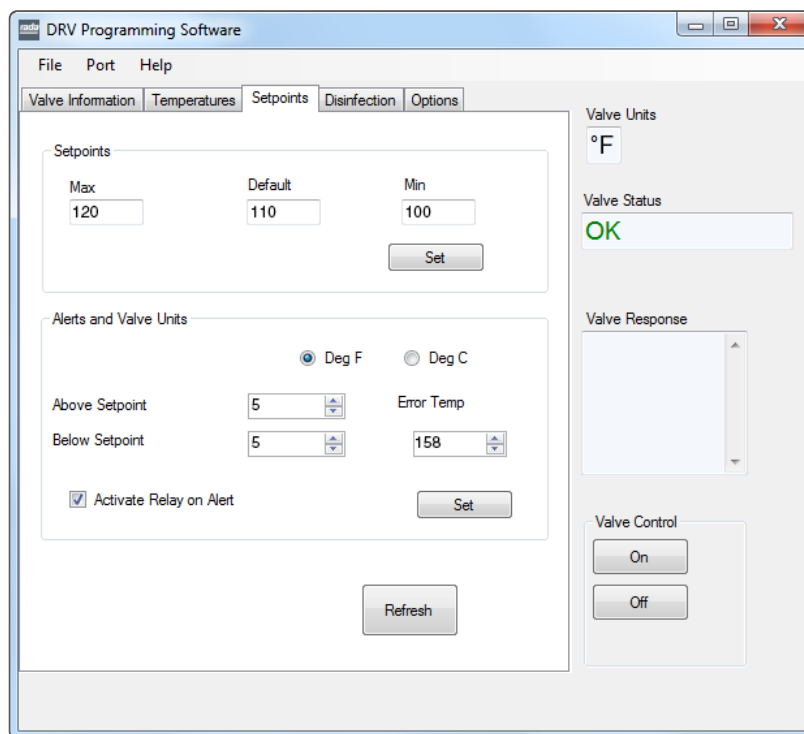 rada DRV Programming Software
File Port Help
Valve Information Temperatures Setpoints Disinfection Options
Setpoints
Max Default Min
120 110 100
Set
Alerts and Valve Units
Deg F Deg C
Above Setpoint 5 Error Temp
Below Setpoint 5 158
Activate Relay on Alert Set
Refresh
Valve Units
°F
Valve Status
OK
Valve Response
Valve Control
On
Off